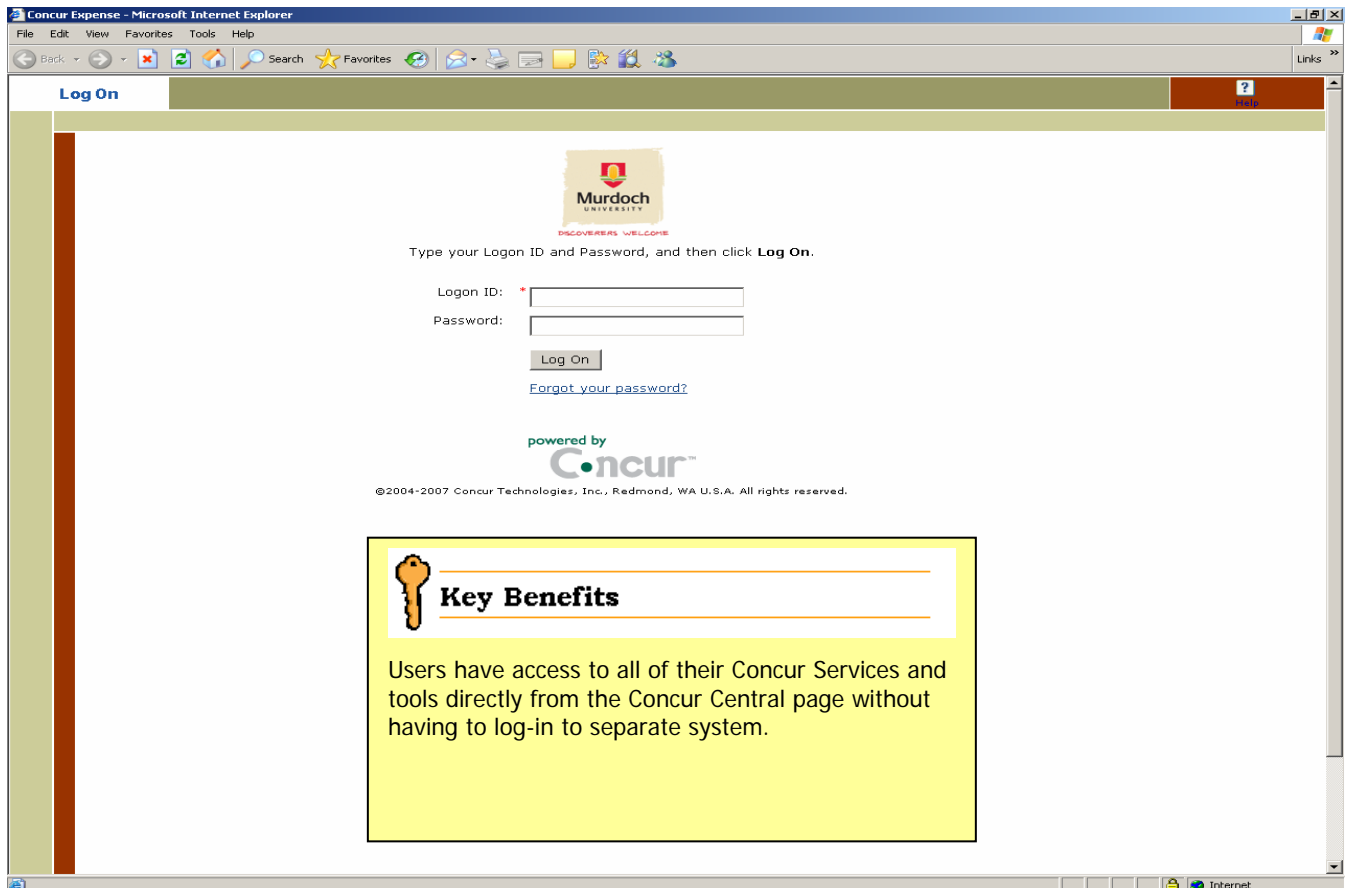 Concur Expense - Microsoft Internet Explorer
File Edit View Favorites Tools Help
Back Search Favorites Links »
Log On
?
Help
Murdoch
UNIVERSITY
DISCOVERERS WELCOME
Type your Logon ID and Password, and then click Log On.
Logon ID: *
Password:
Log On
Forgot your password?
powered by
Concur™
©2004-2007 Concur Technologies, Inc., Redmond, WA U.S.A. All rights reserved.
Key Benefits
Users have access to all of their Concur Services and
tools directly from the Concur Central page without
having to log-in to separate system.
Internet